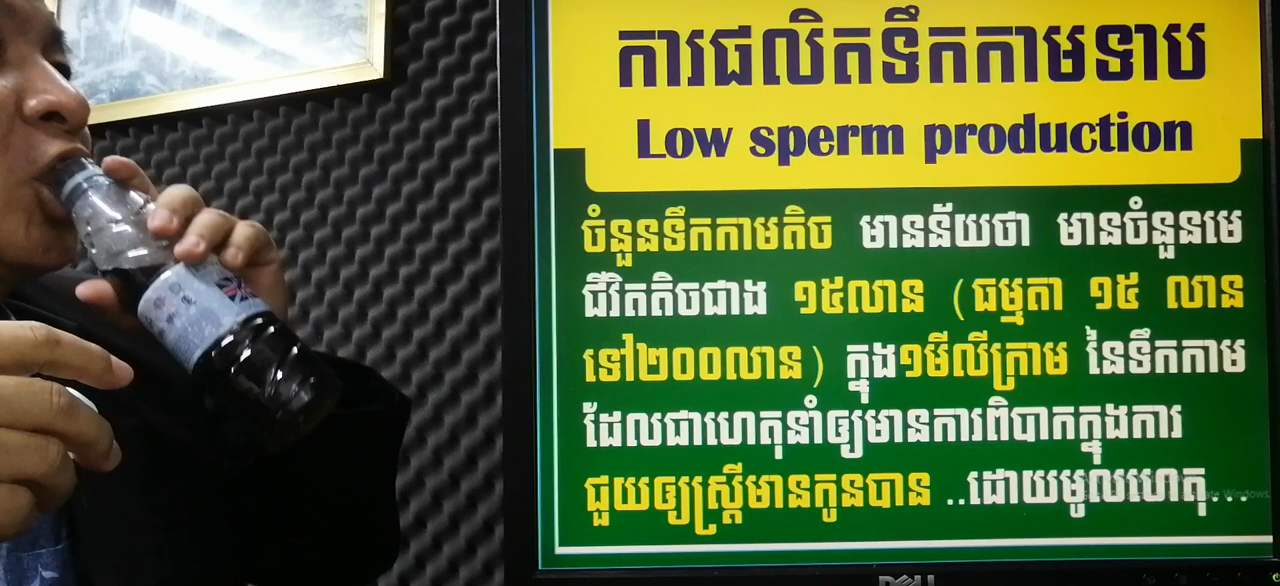 ការផលិតទឹកកាមទាប
Low sperm production
ចំនួនទឹកកាមតិច មានន័យថា មានចំនួនមេ
ជីវិតតិចជាង ១៥លាន (ធម្មតា ១៥ លាន
ទៅ២០០លាន) ក្នុង១មីលីក្រាម នៃទឹកកាម
ដែលជាហេតុនាំឲ្យមានការពិបាកក្នុងការ
ជួយឲ្យស្ត្រីមានកូនបាន ..ដោយមូលហេតុ...
DELL